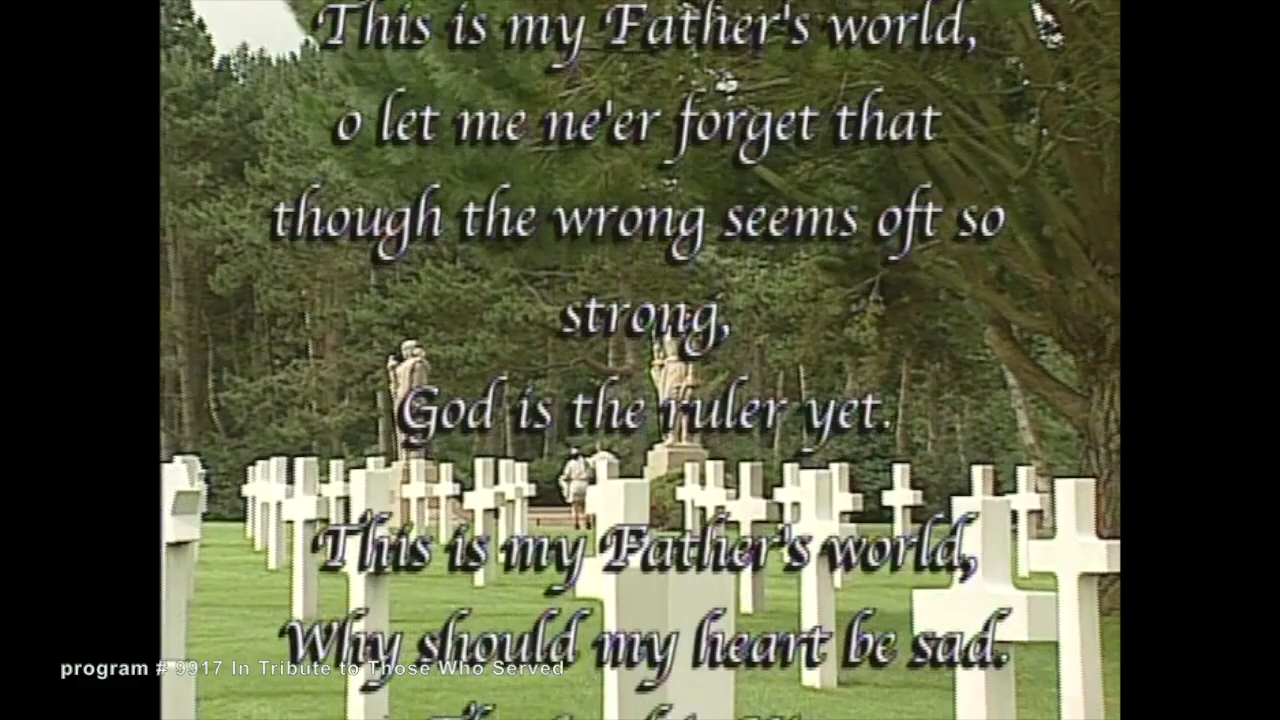 This is my Father's world,
o let me ne'er forget that
though the wrong seems oft so
strong,
God is the ruler yet.
This is my Father's world,
Why should my heart be sad.
program # 9917 In Tribute to Those Who Served